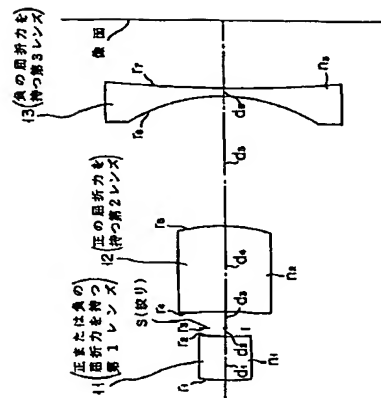 11(正または負の屈折力を持つ第1レンズ)
12(正の屈折力を持つ第2レンズ)
13(負の屈折力を持つ第3レンズ)
S(絞り)
像面
r1
r2
r3
r4
r5
r6
r7
d1
d2
d3
d4
d5
d6
n1
n2
n3
1